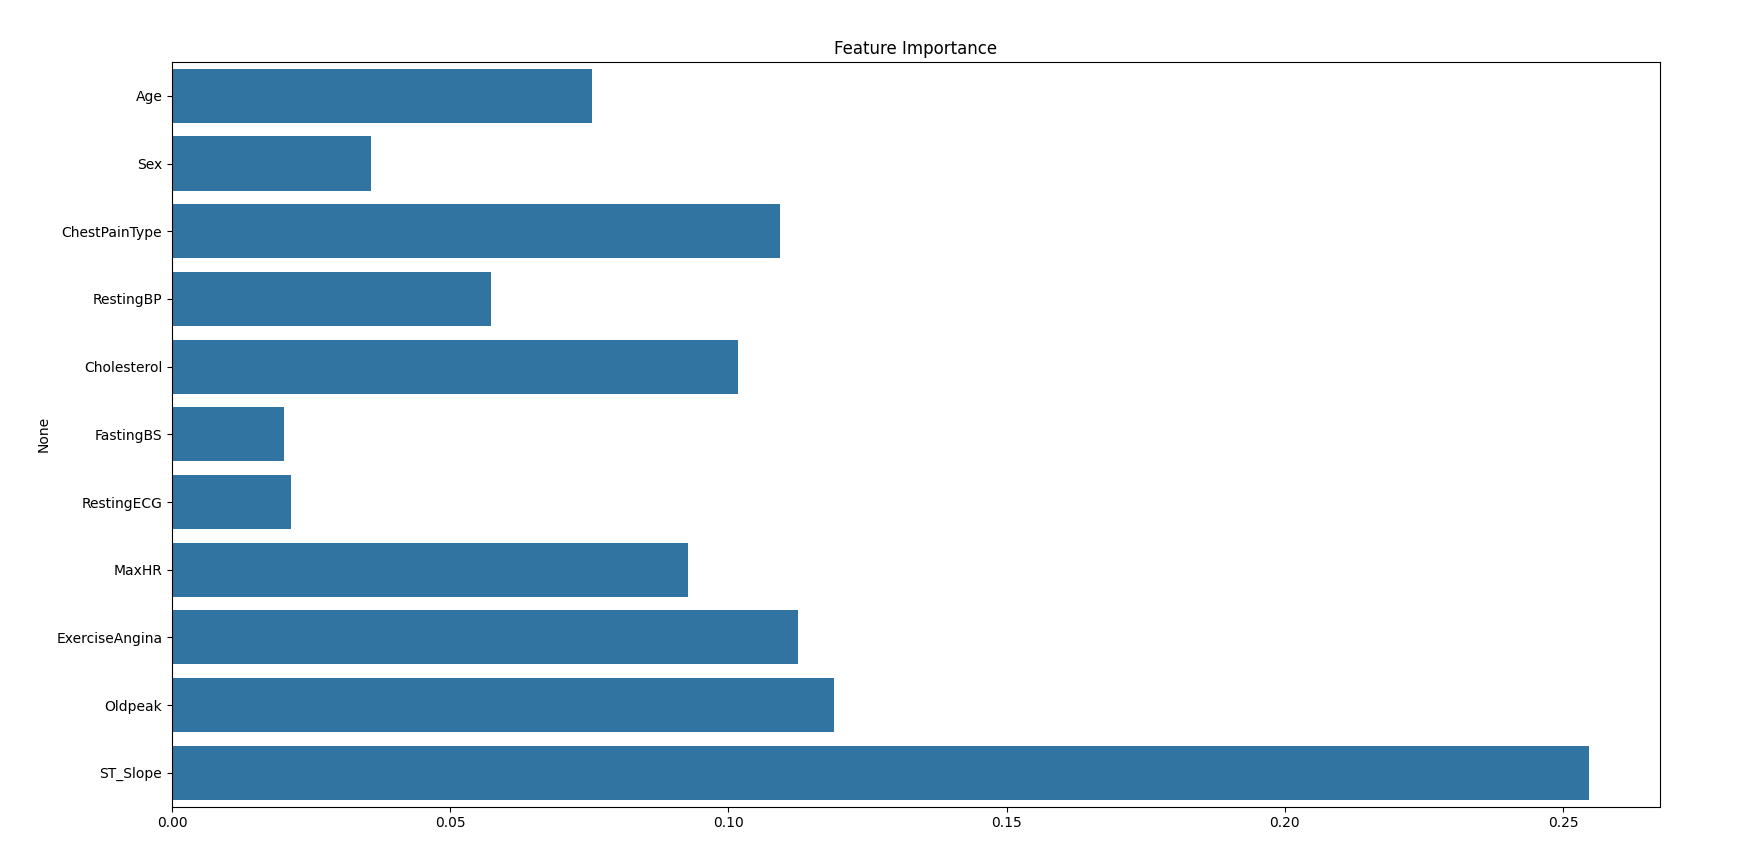 Feature Importance
Age
Sex
ChestPainType
RestingBP
Cholesterol
FastingBS
RestingECG
MaxHR
ExerciseAngina
Oldpeak
ST_Slope
None
0.00 0.05 0.10 0.15 0.20 0.25